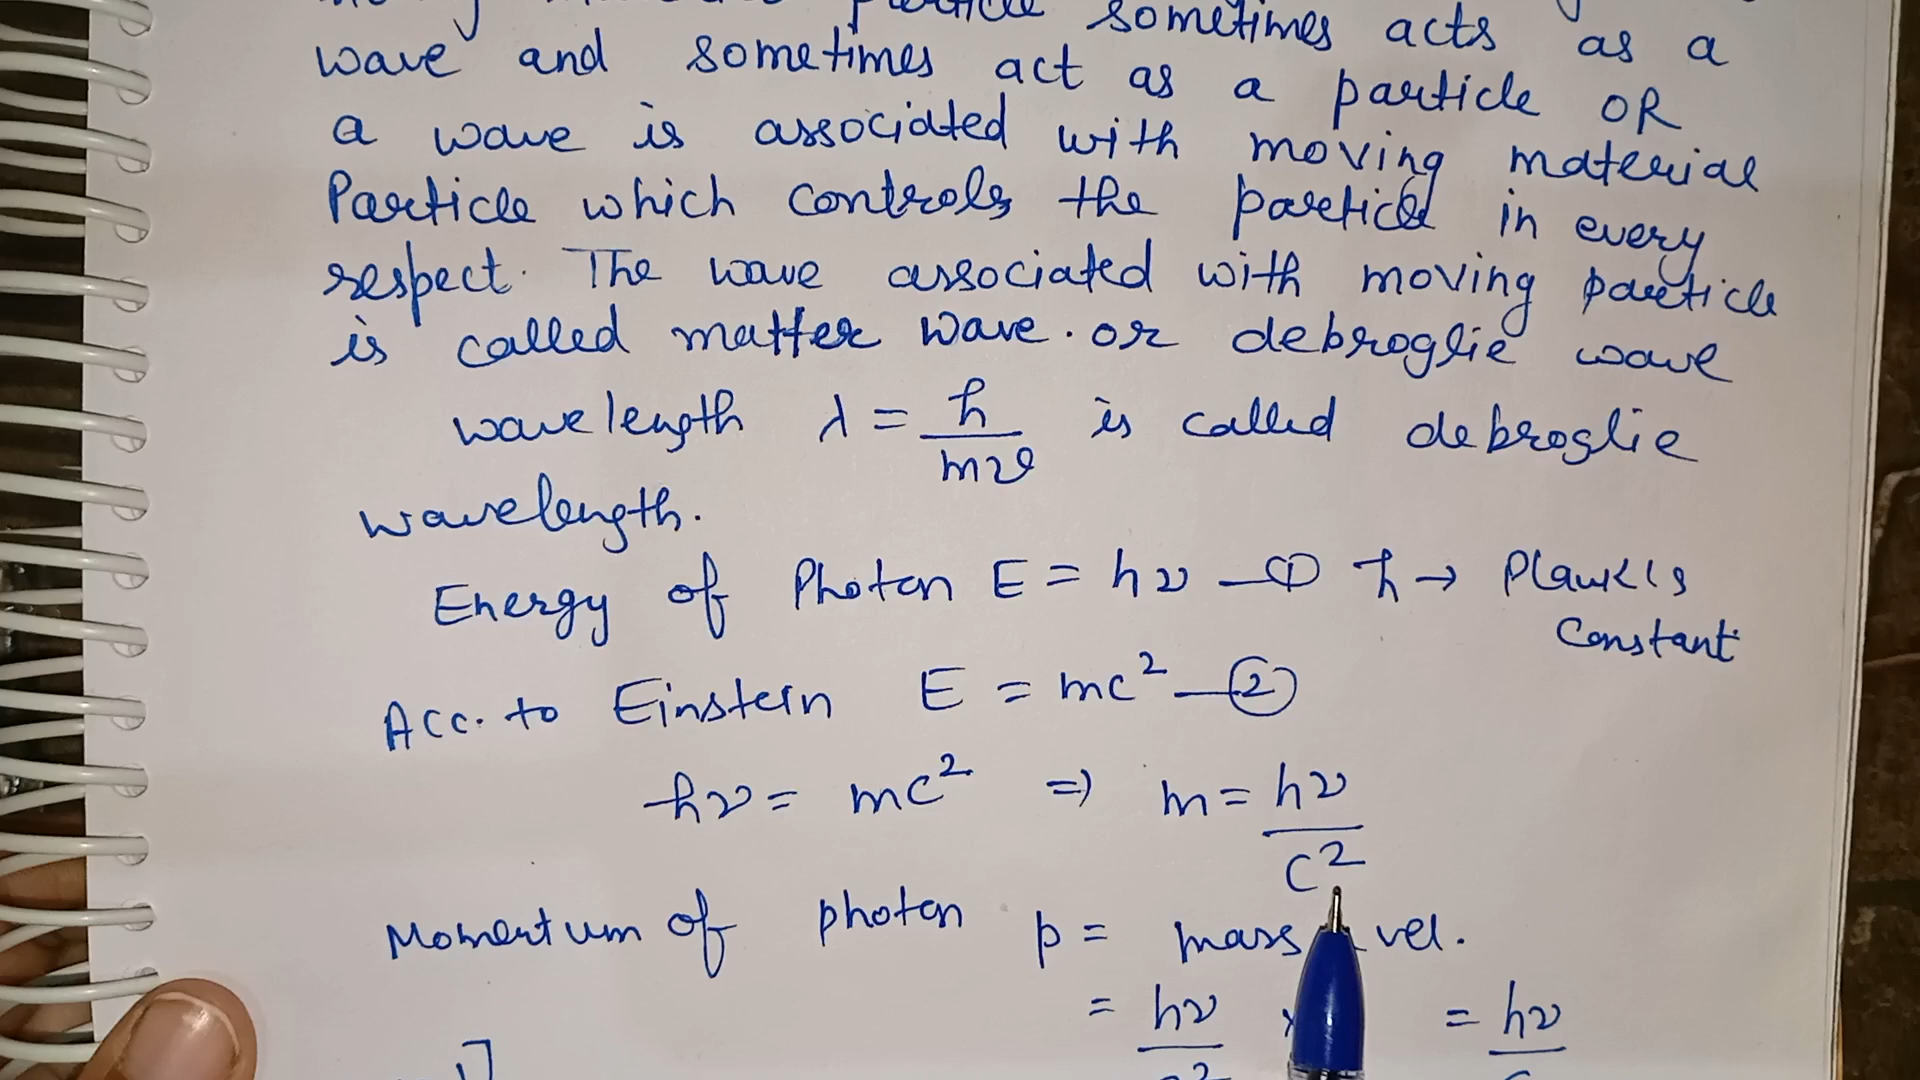 particle sometimes acts as a
wave and sometimes act as a particle OR
a wave is associated with moving material
Particle which controls the particle in every
respect. The wave associated with moving particle
is called matter wave. or debroglie wave
wavelength λ = h/mv is called debroglie
wavelength.
Energy of Photon E = hν — ① h → Planck's
Constant
Acc. to Einstein E = mc² — ②
hν = mc² ⇒ m = hν/c²
Momentum of photon p = mass vel.
= hν = hν